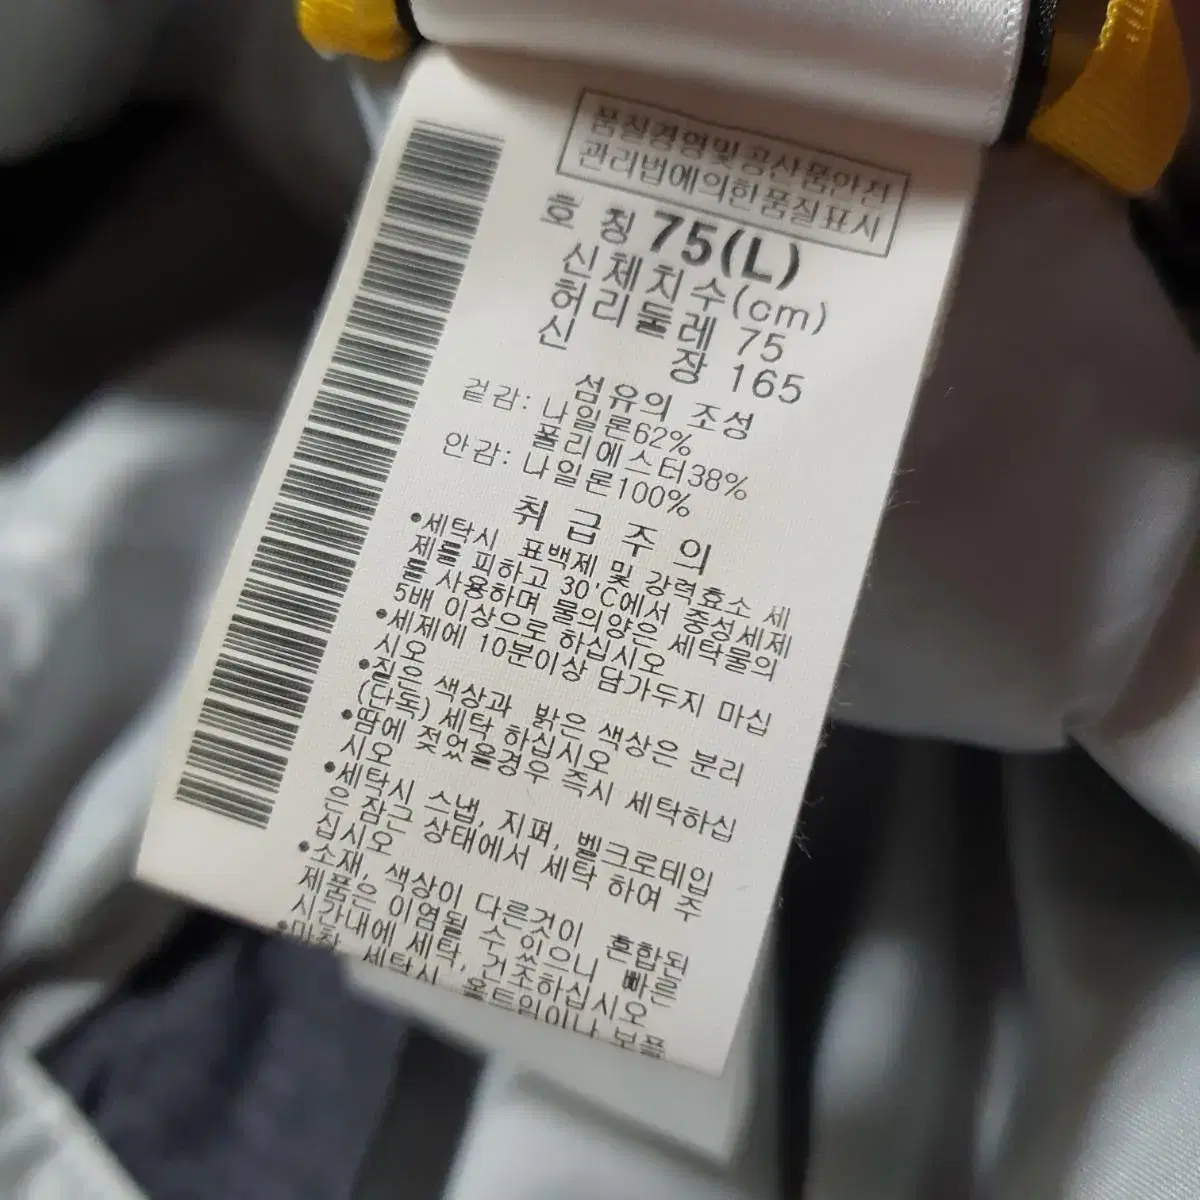 품질경영및공산품안전
관리법에의한품질표시
호 칭 75(L)
신체치수(cm)
허리둘레 75
신 장 165
섬유의 조성
겉감: 나일론62%
폴리에스터38%
안감: 나일론100%
취 급 주 의
•세탁시 표백제 및 강력효소 세
제를 피하고 30'C에서 중성세제
를 사용하며 물의양은 세탁물의
5배 이상으로 하십시오
•세제에 10분이상 담가두지 마십
시오
•짙은 색상과 밝은 색상은 분리
(단독) 세탁 하십시오
•땀에 젖었을경우 즉시 세탁하십
시오
•세탁시 스냅, 지퍼, 벨크로테입
은 잠근 상태에서 세탁 하여 주
십시오
•소재, 색상이 다른것이 혼합된
제품은 이염될 수 있으니 빠른
시간내에 세탁, 건조하십시오
•마찰, 세탁시 올트임이나 보풀